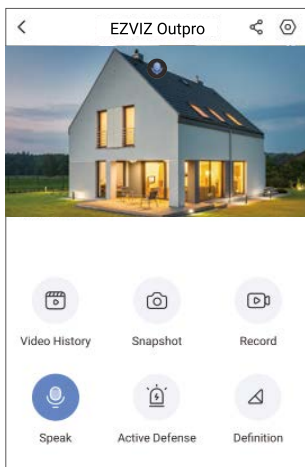 EZVIZ Outpro
Video History
Snapshot
Record
Speak
Active Defense
Definition